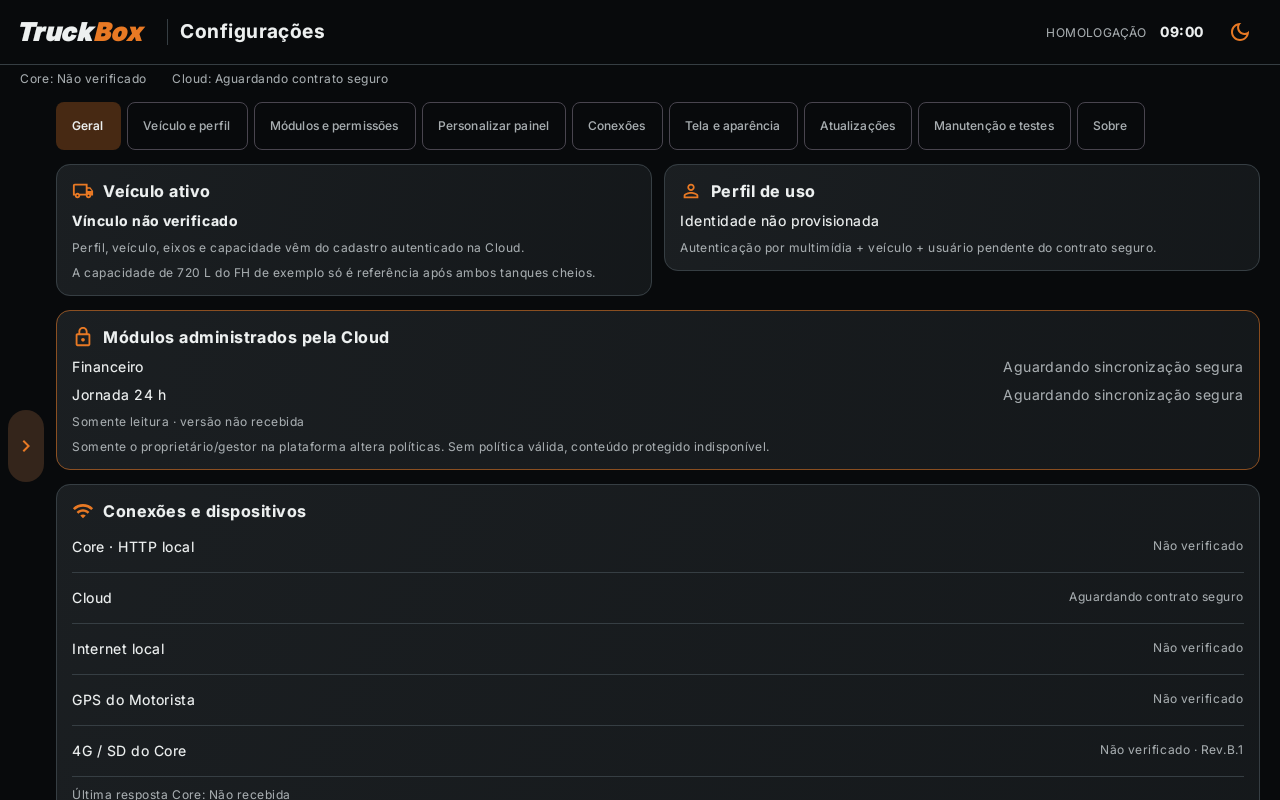 TruckBox
Configurações
HOMOLOGAÇÃO 09:00
Core: Não verificado Cloud: Aguardando contrato seguro
Geral Veículo e perfil Módulos e permissões Personalizar painel Conexões Tela e aparência Atualizações Manutenção e testes Sobre
Veículo ativo
Vínculo não verificado
Perfil, veículo, eixos e capacidade vêm do cadastro autenticado na Cloud.
A capacidade de 720 L do FH de exemplo só é referência após ambos tanques cheios.
Perfil de uso
Identidade não provisionada
Autenticação por multimídia + veículo + usuário pendente do contrato seguro.
Módulos administrados pela Cloud
Financeiro Aguardando sincronização segura
Jornada 24 h Aguardando sincronização segura
Somente leitura · versão não recebida
Somente o proprietário/gestor na plataforma altera políticas. Sem política válida, conteúdo protegido indisponível.
Conexões e dispositivos
Core · HTTP local Não verificado
Cloud Aguardando contrato seguro
Internet local Não verificado
GPS do Motorista Não verificado
4G / SD do Core Não verificado · Rev.B.1
Última resposta Core: Não recebida